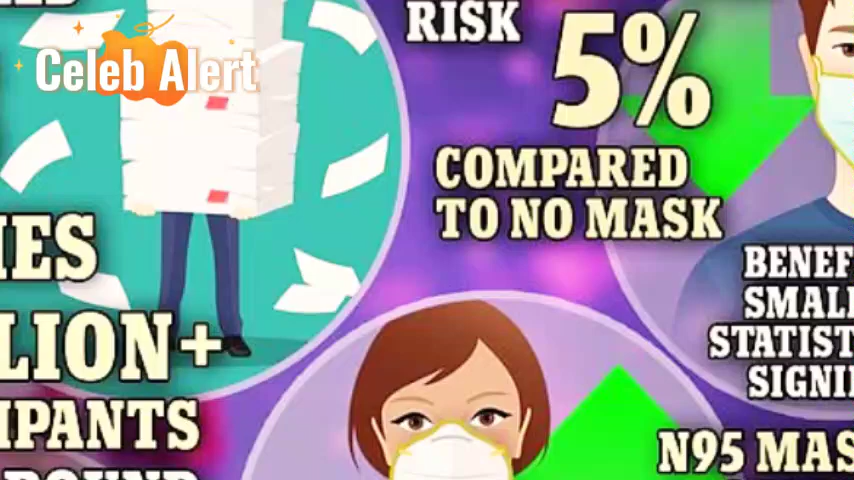 Celeb Alert
IES
LION+
IPANTS
RISK
5%
COMPARED
TO NO MASK
BENEF
SMALL
STATIST
SIGNI
N95 MAS